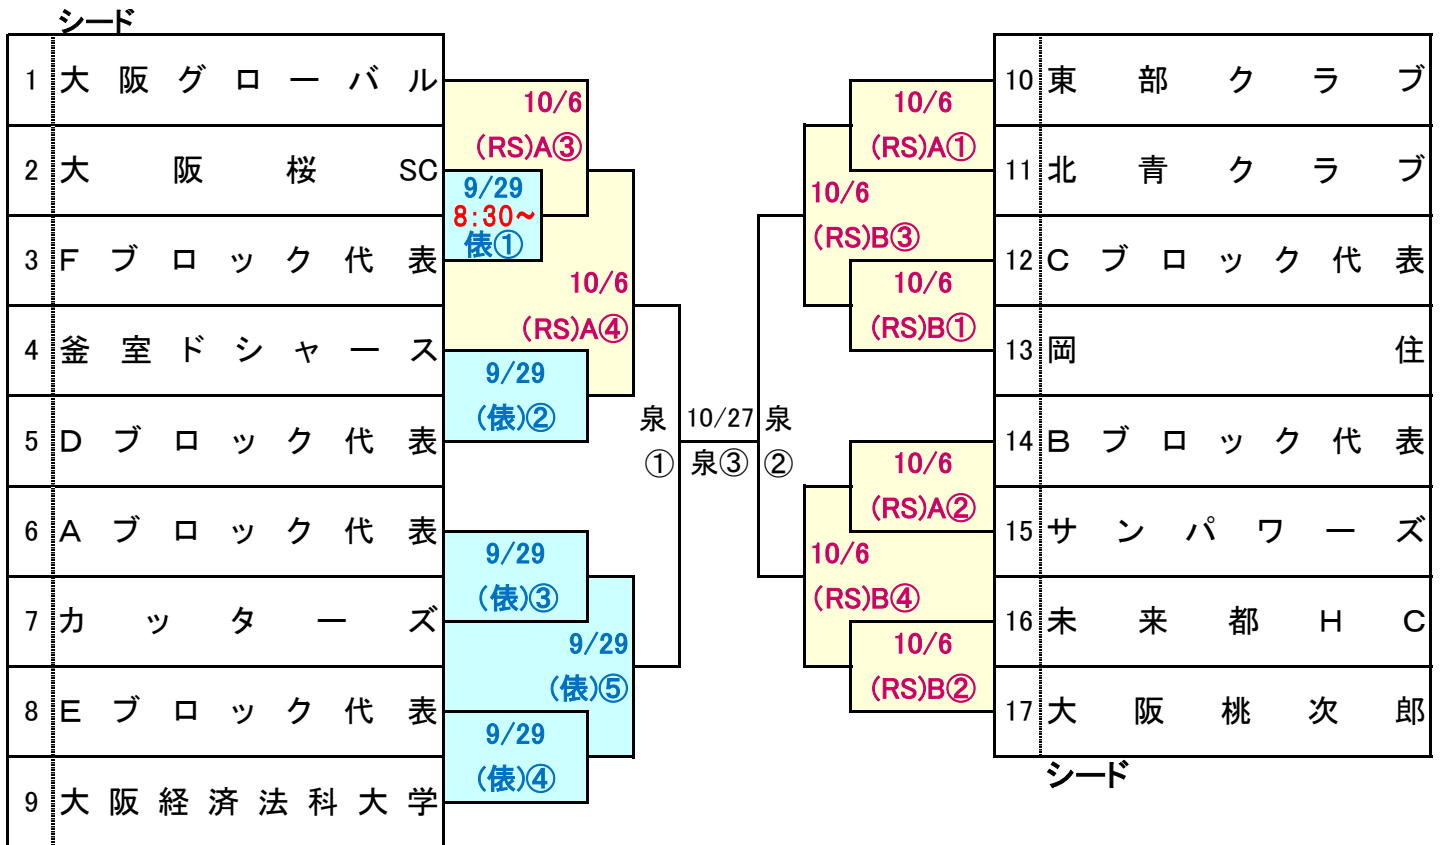 シード
1 大阪グローバル
2 大阪桜SC
3 Fブロック代表
4 釜室ドシャース
5 Dブロック代表
6 Aブロック代表
7 カッターズ
8 Eブロック代表
9 大阪経済法科大学
10/6
(RS)A③
9/29
8:30~
俵①
10/6
(RS)A④
9/29
(俵)②
9/29
(俵)③
9/29
(俵)⑤
9/29
(俵)④
泉
①
10/27
泉③
泉
②
10/6
(RS)A①
10/6
(RS)B③
10/6
(RS)B①
10/6
(RS)A②
10/6
(RS)B④
10/6
(RS)B②
10 東部クラブ
11 北青クラブ
12 Cブロック代表
13 岡住
14 Bブロック代表
15 サンパワーズ
16 未来都HC
17 大阪桃次郎
シード